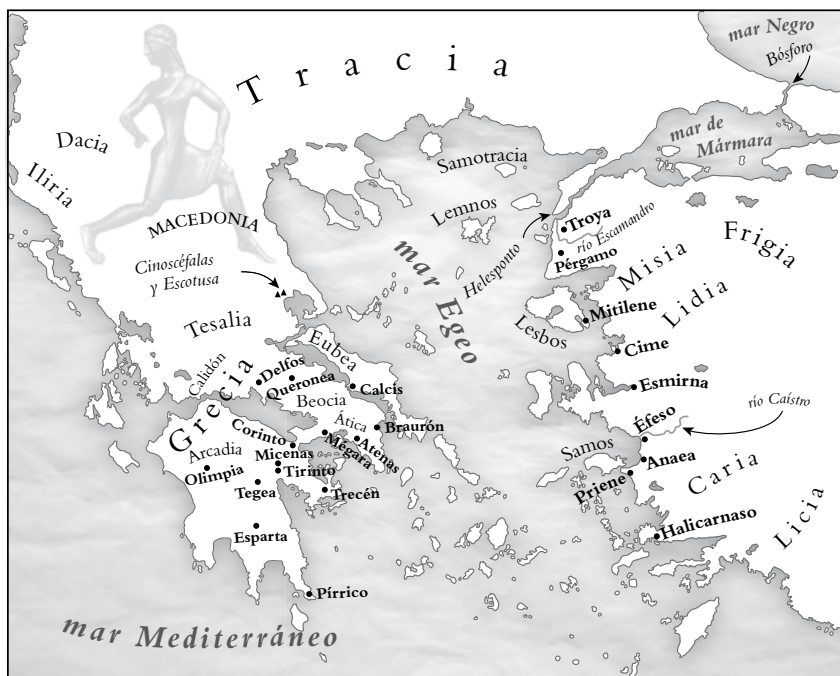 mar Negro
Bósforo
Tracia
mar de
Mármara
Dacia
Iliria
Samotracia
Lemnos
MACEDONIA
Troya
río Escamandro
Frigia
Helesponto
Pérgamo
Misia
Cinoscéfalas
y Escotusa
mar Egeo
Lidia
Mitilene
Lesbos
Tesalia
Eubea
Cime
Calidón
Grecia
Delfos
Queronea
Calcis
Esmirna
Beocia
río Caístro
Ática
Braurón
Éfeso
Corinto
Mégara
Atenas
Samos
Arcadia
Micenas
Anaea
Olimpia
Tirinto
Priene
Caria
Tegea
Trecén
Licia
Esparta
Halicarnaso
Pírrico
mar Mediterráneo